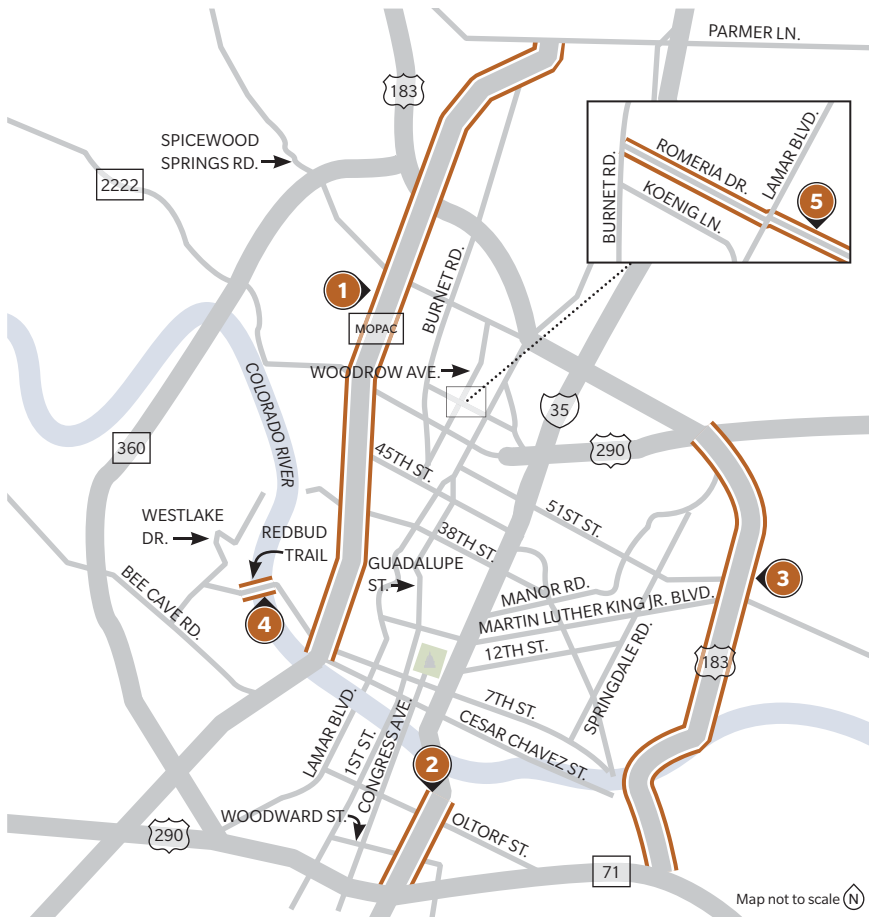 PARMER LN.
183
SPICEWOOD
SPRINGS RD.
2222
BURNET RD.
ROMERIA DR.
LAMAR BLVD.
KOENIG LN.
5
1
MOPAC
BURNET RD.
WOODROW AVE.
COLORADO RIVER
35
360
290
45TH ST.
51ST ST.
WESTLAKE
DR.
REDBUD
TRAIL
38TH ST.
GUADALUPE
ST.
BEE CAVE RD.
MANOR RD.
3
MARTIN LUTHER KING JR. BLVD.
4
12TH ST.
SPRINGDALE RD.
183
7TH ST.
CESAR CHAVEZ ST.
LAMAR BLVD.
1ST ST.
CONGRESS AVE.
2
WOODWARD ST.
OLTORF ST.
290
71
Map not to scale N